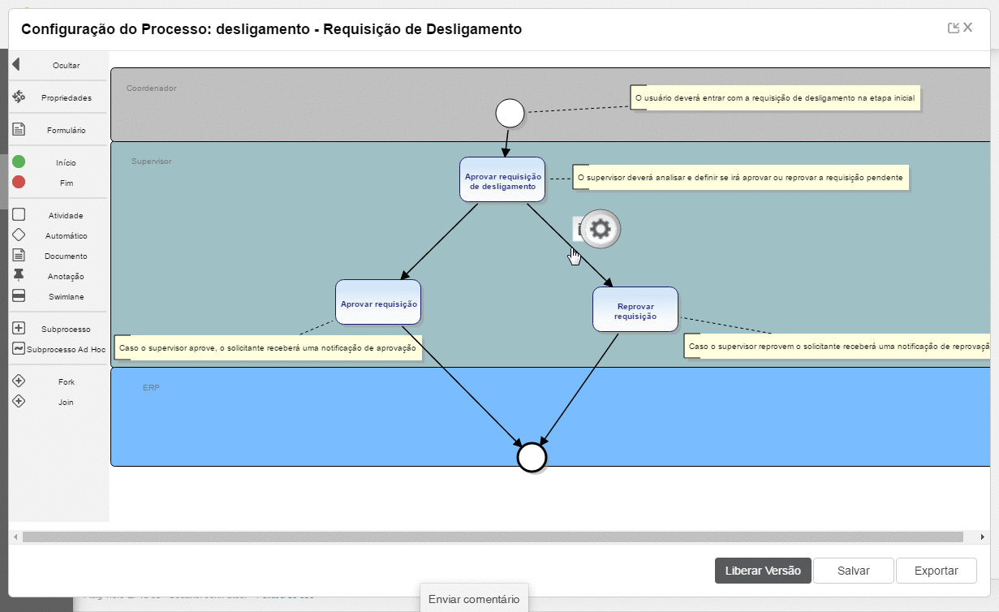 Configuração do Processo: desligamento - Requisição de Desligamento
Ocultar
Propriedades
Formulário
Início
Fim
Atividade
Automático
Documento
Anotação
Swimlane
Subprocesso
Subprocesso Ad Hoc
Fork
Join
Coordenador
O usuário deverá entrar com a requisição de desligamento na etapa inicial
Supervisor
Aprovar requisição
de desligamento
O supervisor deverá analisar e definir se irá aprovar ou reprovar a requisição pendente
Aprovar requisição
Reprovar
requisição
Caso o supervisor aprove, o solicitante receberá uma notificação de aprovação
Caso o supervisor reprovem o solicitante receberá uma notificação de reprovaçã
ERP
Liberar Versão
Salvar
Exportar
Enviar comentário